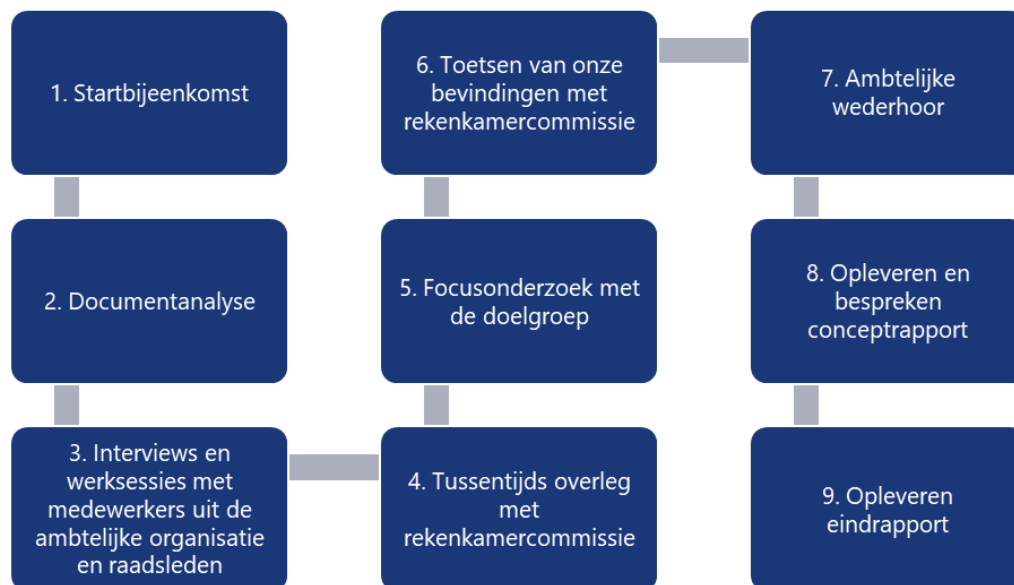 1. Startbijeenkomst
2. Documentanalyse
3. Interviews en
werksessies met
medewerkers uit de
ambtelijke organisatie
en raadsleden
4. Tussentijds overleg
met
rekenkamercommissie
5. Focusonderzoek met
de doelgroep
6. Toetsen van onze
bevindingen met
rekenkamercommissie
7. Ambtelijke
wederhoor
8. Opleveren en
bespreken
conceptrapport
9. Opleveren
eindrapport